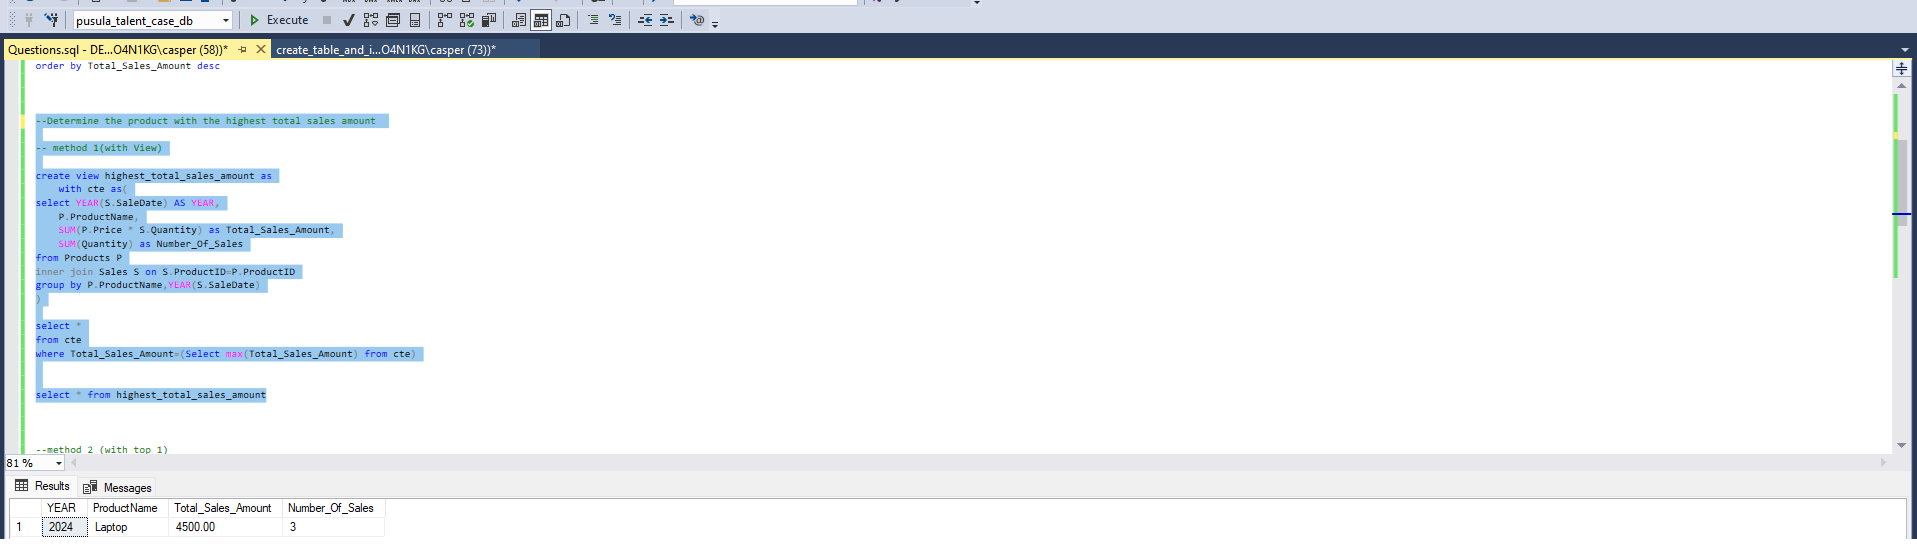 pusula_talent_case_db
Execute
Questions.sql - DE...O4N1KG\casper (58))*
create_table_and_i...O4N1KG\casper (73))*
order by Total_Sales_Amount desc
--Determine the product with the highest total sales amount
-- method 1(with View)
create view highest_total_sales_amount as
with cte as(
select YEAR(S.SaleDate) AS YEAR,
P.ProductName,
SUM(P.Price * S.Quantity) as Total_Sales_Amount,
SUM(Quantity) as Number_Of_Sales
from Products P
inner join Sales S on S.ProductID=P.ProductID
group by P.ProductName,YEAR(S.SaleDate)
)
select *
from cte
where Total_Sales_Amount=(Select max(Total_Sales_Amount) from cte)
select * from highest_total_sales_amount
--method 2 (with top 1)
81 %
Results Messages
YEAR ProductName Total_Sales_Amount Number_Of_Sales
1 2024 Laptop 4500.00 3